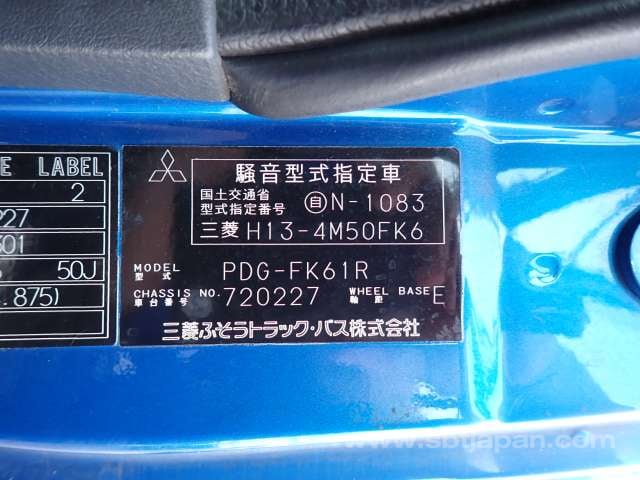 E LABEL
2
227
301
50J
.875)
騒音型式指定車
国土交通省
型式指定番号 自N-1083
三菱 H13-4M50FK6
MODEL
型式 PDG-FK61R
CHASSIS NO. 720227 WHEEL BASE E
車台番号 軸距
三菱ふそうトラック・バス株式会社
www.sbtjapan.com